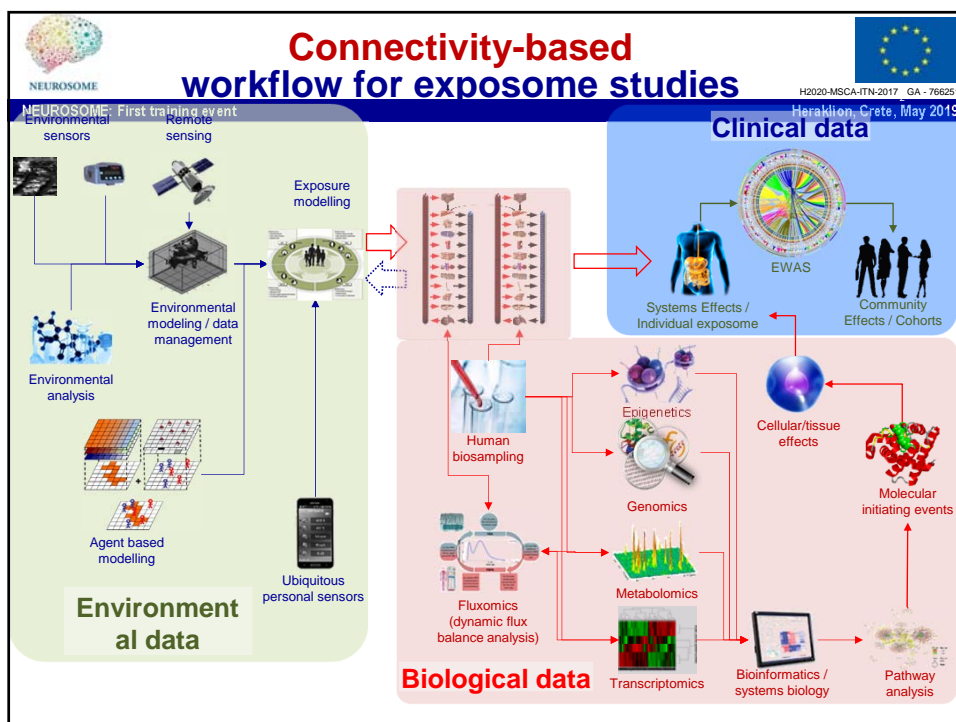 Connectivity-based
workflow for exposome studies
NEUROSOME
H2020-MSCA-ITN-2017 GA - 766251
NEUROSOME: First training event
Heraklion, Crete, May 2019
Environmental
sensors
Remote
sensing
Exposure
modelling
Environmental
modeling / data
management
Environmental
analysis
Agent based
modelling
Ubiquitous
personal sensors
Environment
al data
Clinical data
EWAS
Systems Effects /
Individual exposome
Community
Effects / Cohorts
Human
biosampling
Epigenetics
Genomics
Metabolomics
Transcriptomics
Fluxomics
(dynamic flux
balance analysis)
Cellular/tissue
effects
Molecular
initiating events
Bioinformatics /
systems biology
Pathway
analysis
Biological data